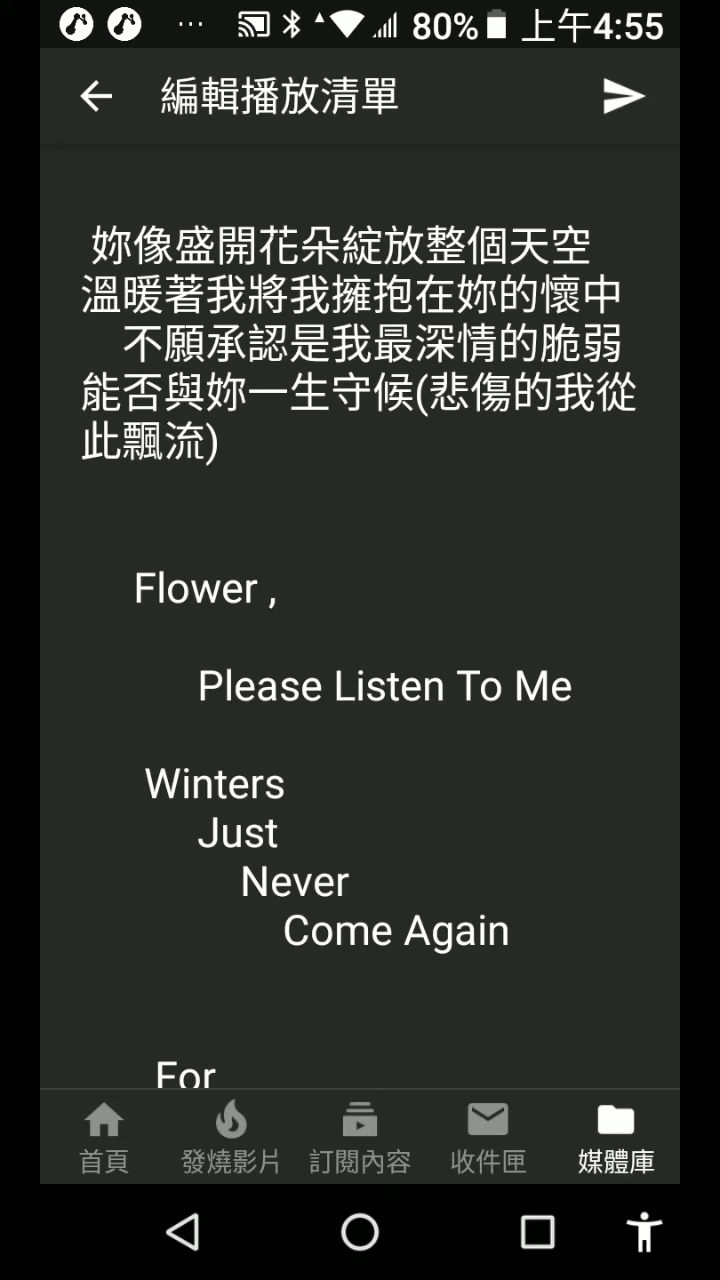 80% 上午4:55
編輯播放清單
妳像盛開花朵綻放整個天空
溫暖著我將我擁抱在妳的懷中
不願承認是我最深情的脆弱
能否與妳一生守候(悲傷的我從
此飄流)
Flower ,
Please Listen To Me
Winters
Just
Never
Come Again
For
首頁 發燒影片 訂閱內容 收件匣 媒體庫